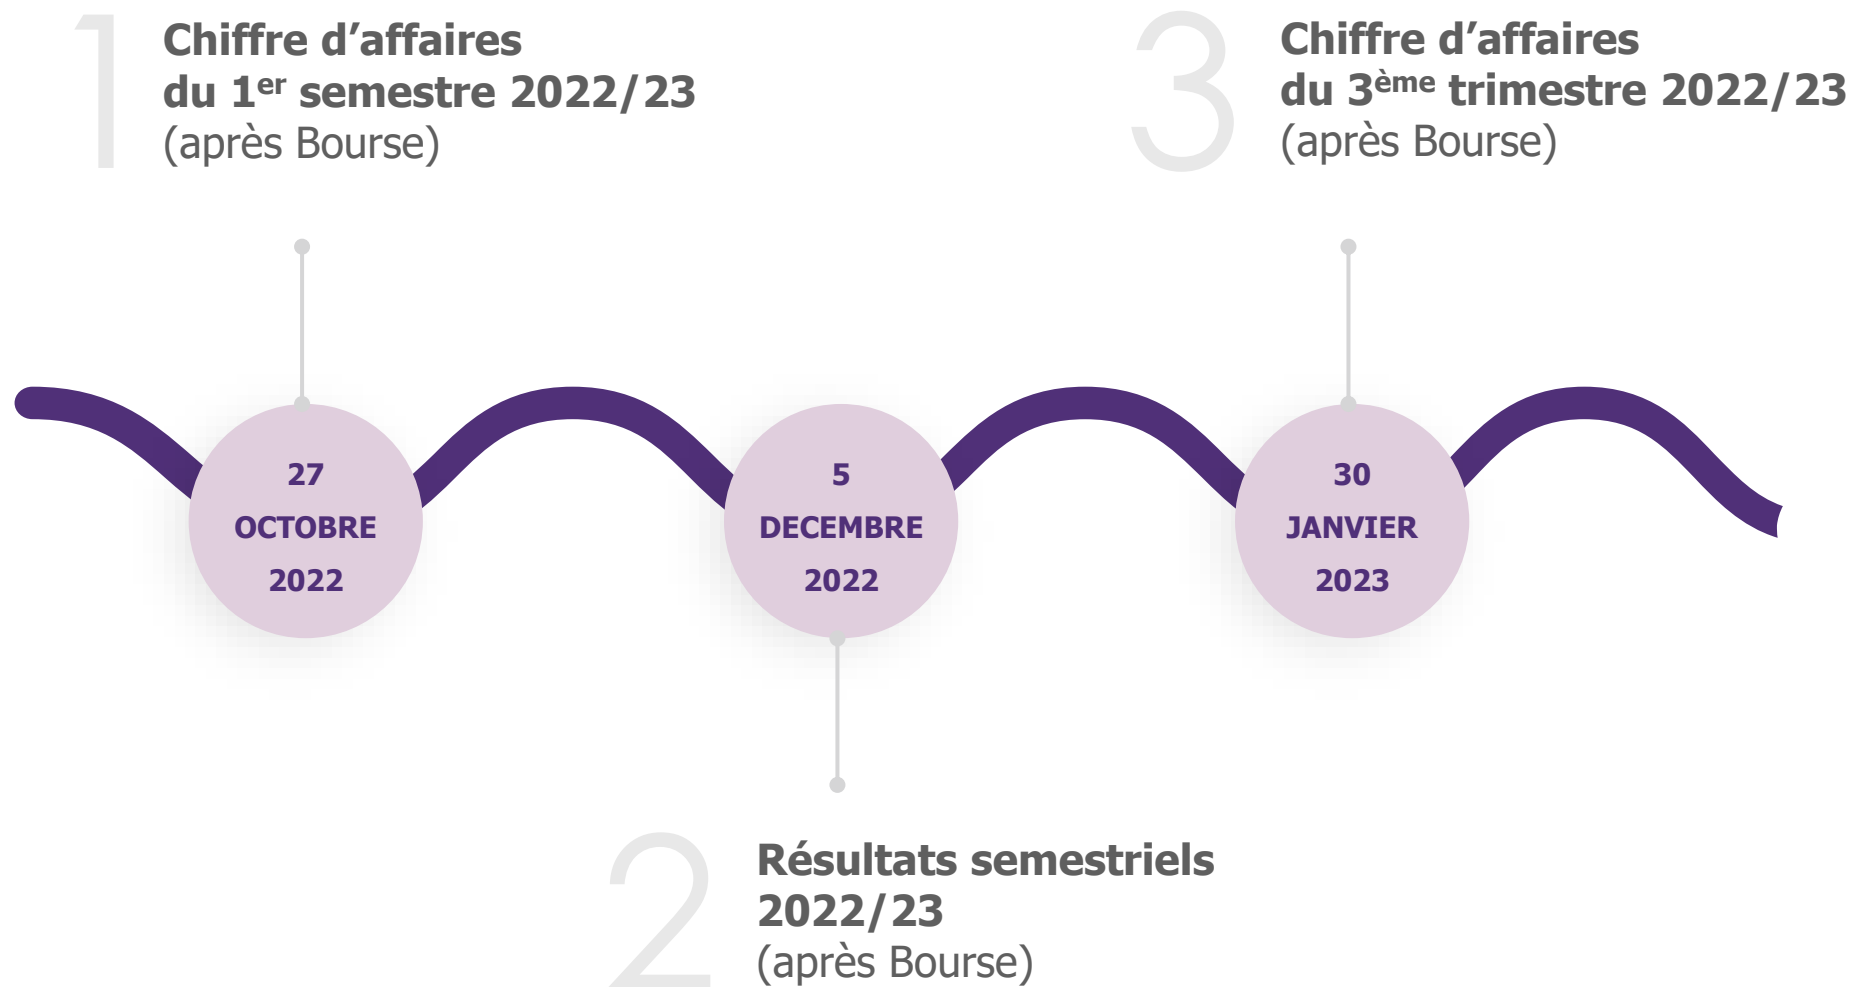 1
Chiffre d’affaires
du 1er semestre 2022/23
(après Bourse)
27
OCTOBRE
2022
2
Résultats semestriels
2022/23
(après Bourse)
5
DECEMBRE
2022
3
Chiffre d’affaires
du 3ème trimestre 2022/23
(après Bourse)
30
JANVIER
2023